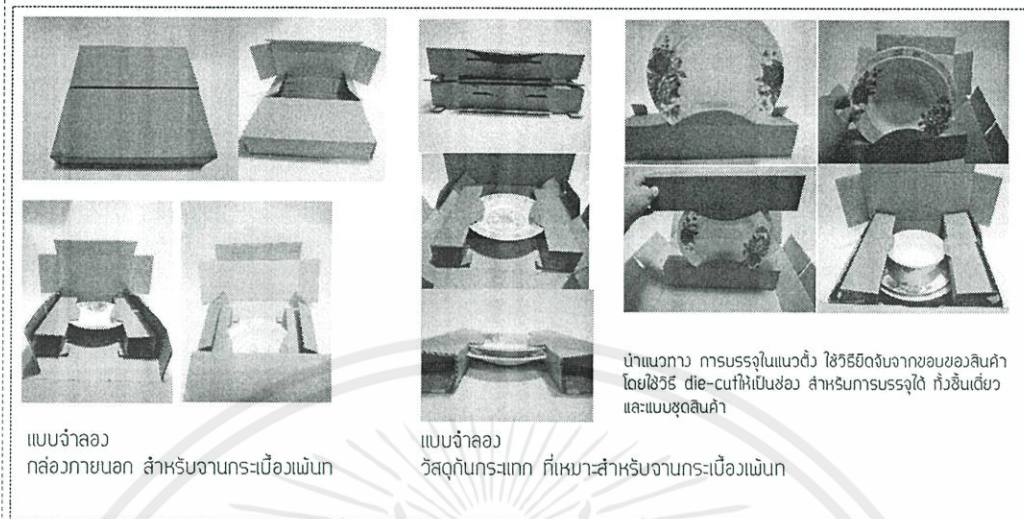 นำแนวทาง การบรรจุในแนวตั้ง ใช้วิธียึดจับจากขอบของสินค้า
โดยใช้วิธี die-cutให้เป็นช่อง สำหรับการบรรจุได้ ทั้งชิ้นเดี่ยว
และแบบชุดสินค้า
แบบจำลอง
กล่องภายนอก สำหรับจานกระเบื้องเพ้นท
แบบจำลอง
วัสดุกันกระแทก ที่เหมาะสำหรับจานกระเบื้องเพ้นท